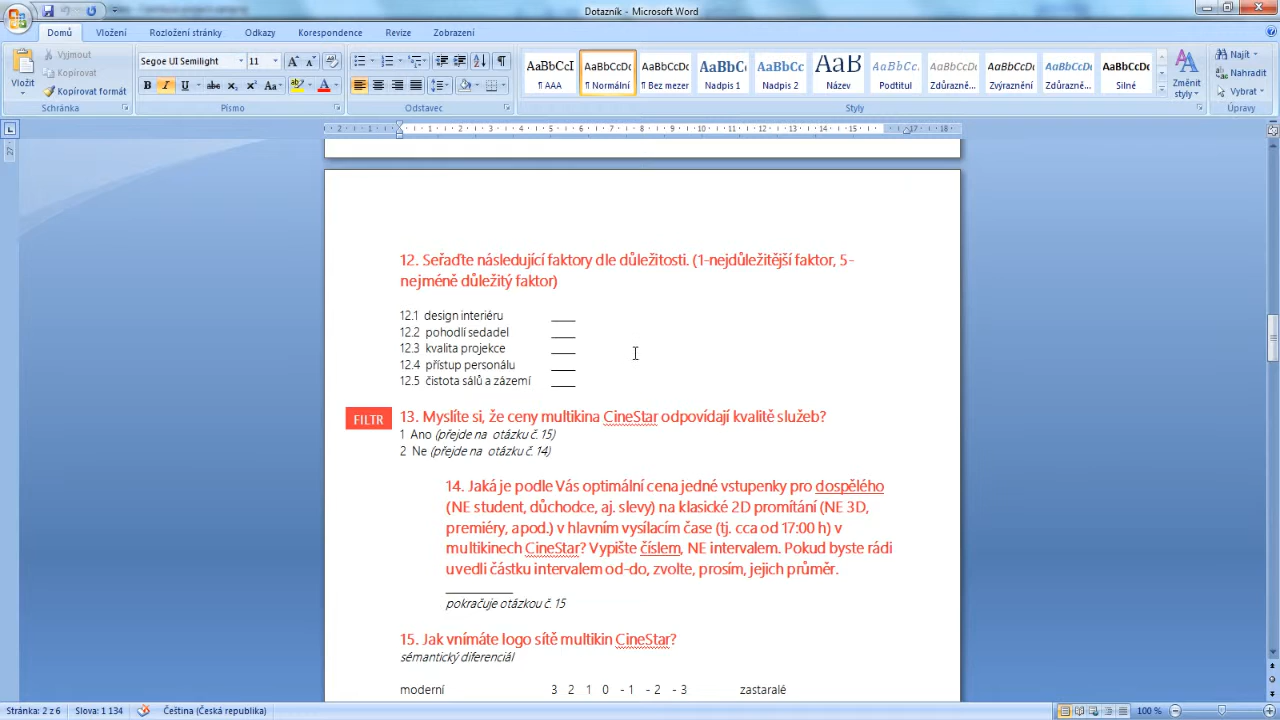 Dotazník - Microsoft Word
Domů Vložení Rozložení stránky Odkazy Korespondence Revize Zobrazení
Vložit
Vyjmout
Kopírovat
Kopírovat formát
Schránka
Segoe UI Semilight 11
Písmo
Odstavec
AaBbCcI AaBbCcDc AaBbCcDc AaBbC AaBbCc AaB AaBbCc. AaBbCcDc AaBbCcDc AaBbCcDc AaBbCcDc
¶ AAA ¶ Normální ¶ Bez mezer Nadpis 1 Nadpis 2 Název Podtitul Zdůrazně... Zvýraznění Zdůrazně... Silné
Změnit styly
Styly
Najít
Nahradit
Vybrat
Úpravy
12. Seřaďte následující faktory dle důležitosti. (1-nejdůležitější faktor, 5-
nejméně důležitý faktor)
12.1 design interiéru ____
12.2 pohodlí sedadel ____
12.3 kvalita projekce ____
12.4 přístup personálu ____
12.5 čistota sálů a zázemí ____
FILTR
13. Myslíte si, že ceny multikina CineStar odpovídají kvalitě služeb?
1 Ano (přejde na otázku č. 15)
2 Ne (přejde na otázku č. 14)
14. Jaká je podle Vás optimální cena jedné vstupenky pro dospělého
(NE student, důchodce, aj. slevy) na klasické 2D promítání (NE 3D,
premiéry, apod.) v hlavním vysílacím čase (tj. cca od 17:00 h) v
multikinech CineStar? Vypište číslem, NE intervalem. Pokud byste rádi
uvedli částku intervalem od-do, zvolte, prosím, jejich průměr.
___________
pokračuje otázkou č. 15
15. Jak vnímáte logo sítě multikin CineStar?
sémantický diferenciál
moderní 3 2 1 0 - 1 - 2 - 3 zastaralé
Stránka: 2 z 6 Slova: 1 134 Čeština (Česká republika) 100 %